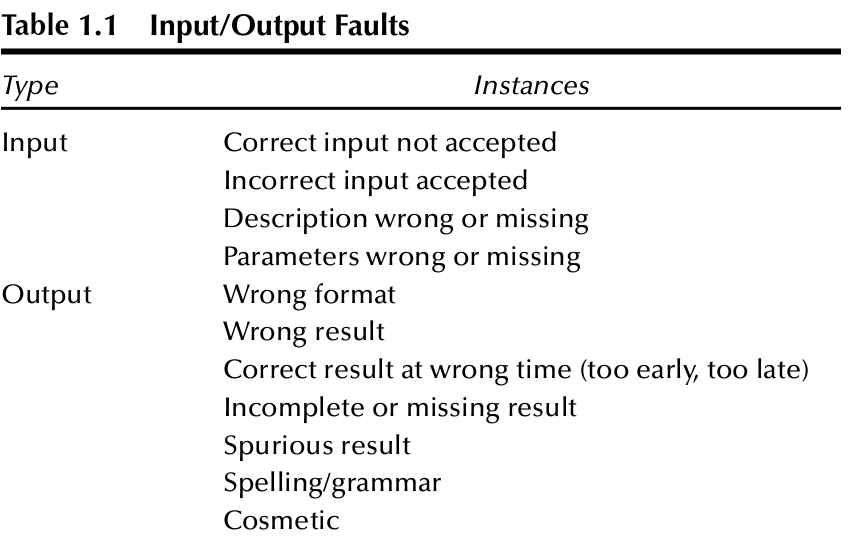 Table 1.1 Input/Output Faults
Type Instances
Input Correct input not accepted
Incorrect input accepted
Description wrong or missing
Parameters wrong or missing
Output Wrong format
Wrong result
Correct result at wrong time (too early, too late)
Incomplete or missing result
Spurious result
Spelling/grammar
Cosmetic